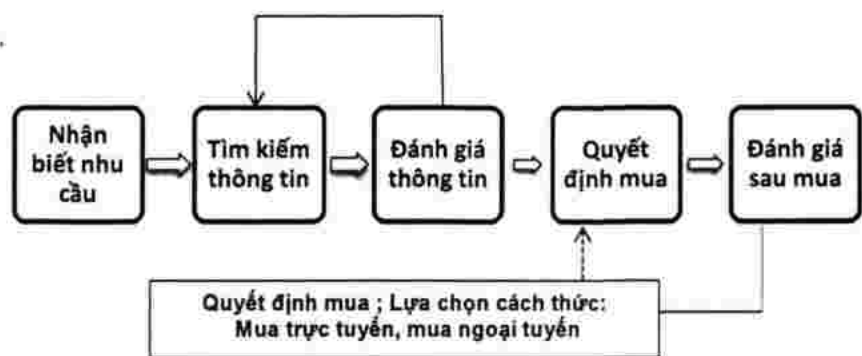 Nhận
biết nhu
cầu
Tìm kiếm
thông tin
Đánh giá
thông tin
Quyết
định mua
Đánh giá
sau mua
Quyết định mua ; Lựa chọn cách thức:
Mua trực tuyến, mua ngoại tuyến